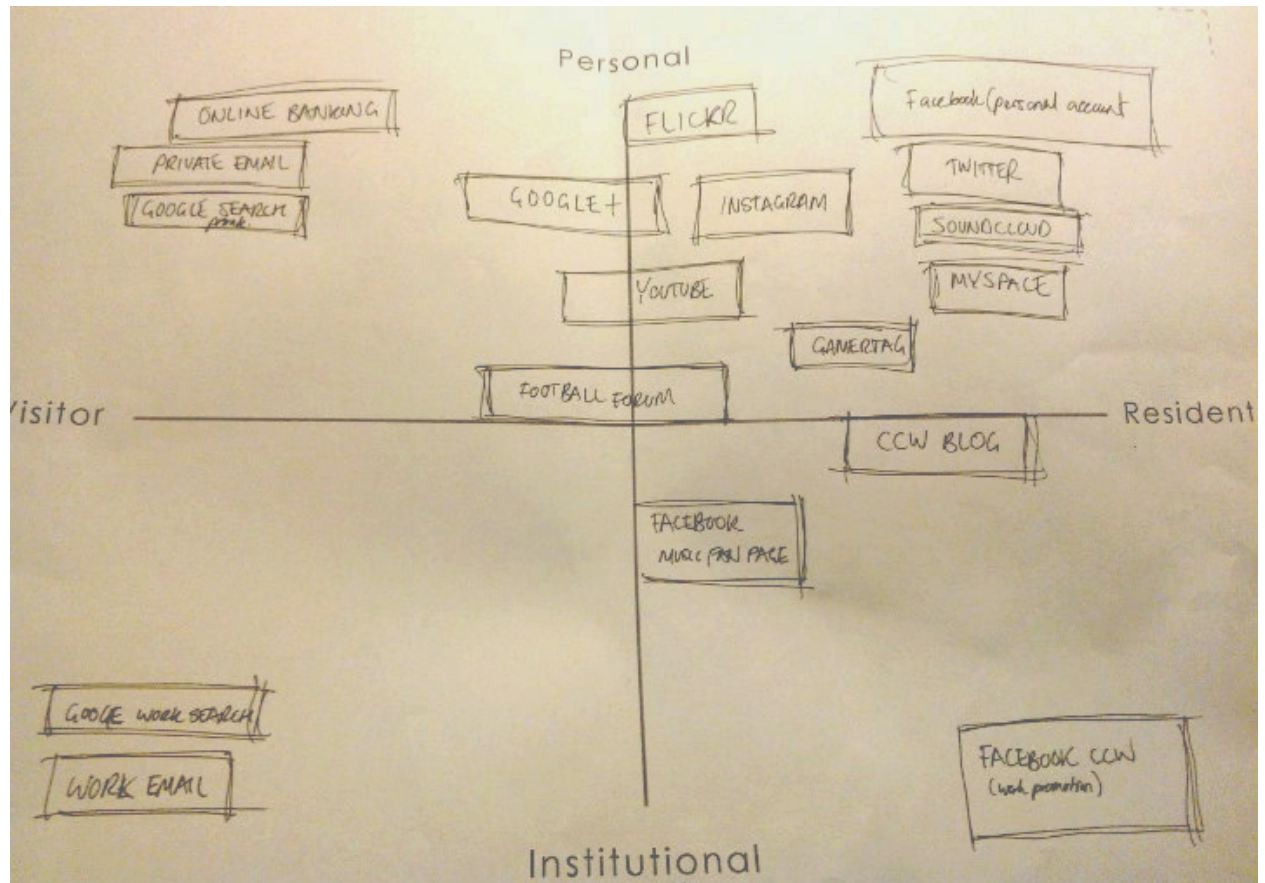 Personal
ONLINE BANKING
FLICKR
Facebook (personal account
PRIVATE EMAIL
TWITTER
GOOGLE SEARCH
GOOGLE+
INSTAGRAM
SOUNDCLOUD
YOUTUBE
MYSPACE
GAMERTAG
FOOTBALL FORUM
Visitor
Resident
CCW BLOG
FACEBOOK
MUSIC FAN PAGE
GOOGE WORK SEARCH
WORK EMAIL
FACEBOOK CCW
(work promotion)
Institutional